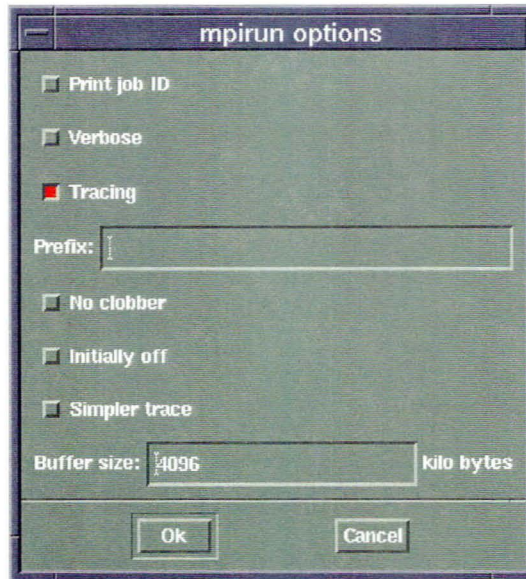 mpirun options
Print job ID
Verbose
Tracing
Prefix:
No clobber
Initially off
Simpler trace
Buffer size: 4096 kilo bytes
Ok Cancel